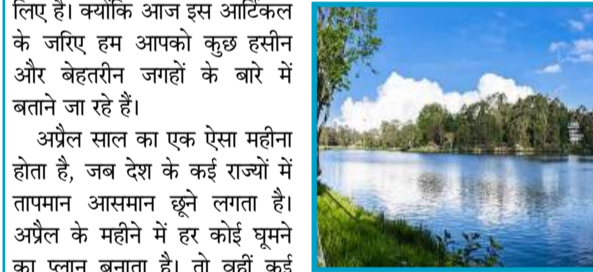 लिए है। क्योंकि आज इस आर्टिकल
के जरिए हम आपको कुछ हसीन
और बेहतरीन जगहों के बारे में
बताने जा रहे हैं।
अप्रैल साल का एक ऐसा महीना
होता है, जब देश के कई राज्यों में
तापमान आसमान छूने लगता है।
अप्रैल के महीने में हर कोई घूमने
का प्लान बनाता है। तो वहीं कई